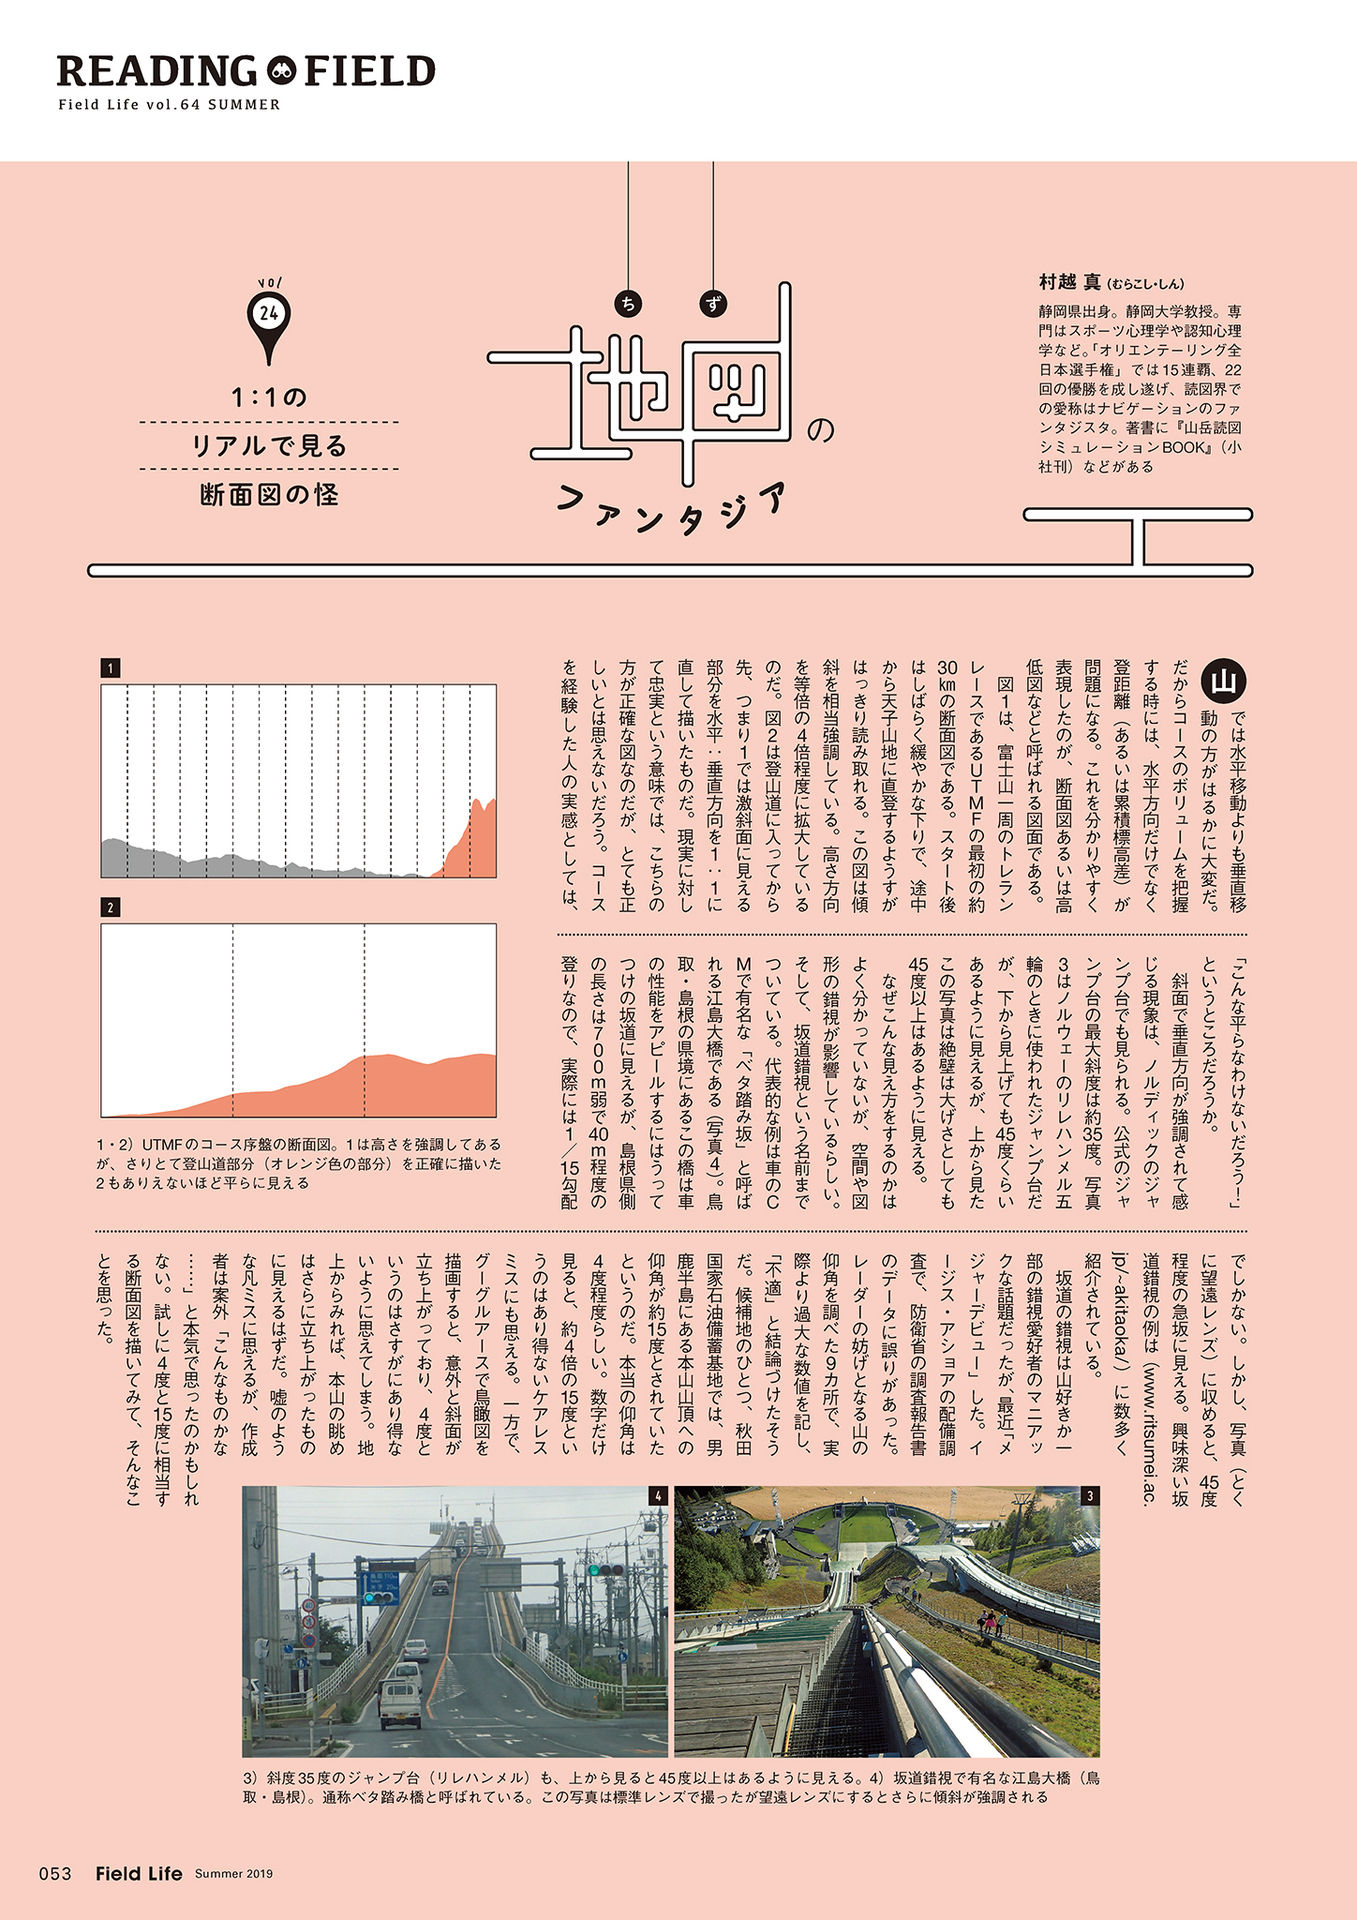 READING FIELD
Field Life vol.64 SUMMER
vol
24
1：1の
リアルで見る
断面図の怪
ち
ず
地図の
ファンタジア
村越 真（むらこし・しん）
静岡県出身。静岡大学教授。専
門はスポーツ心理学や認知心理
学など。「オリエンテーリング全
日本選手権」では15連覇、22
回の優勝を成し遂げ、読図界で
の愛称はナビゲーションのファ
ンタジスタ。著書に『山岳読図
シミュレーションBOOK』（小
社刊）などがある
山では水平移動よりも垂直移
動の方がはるかに大変だ。
だからコースのボリュームを把握
する時には、水平方向だけでなく
登距離（あるいは累積標高差）が
問題になる。これを分かりやすく
表現したのが、断面図あるいは高
低図などと呼ばれる図面である。
図1は、富士山一周のトレラン
レースであるUTMFの最初の約
30㎞の断面図である。スタート後
はしばらく緩やかな下りで、途中
から天子山地に直登するようすが
はっきり読み取れる。この図は傾
斜を相当強調している。高さ方向
を等倍の4倍程度に拡大している
のだ。図2は登山道に入ってから
先、つまり1では激斜面に見える
部分を水平：垂直方向を1：1に
直して描いたものだ。現実に対し
て忠実という意味では、こちらの
方が正確な図なのだが、とても正
しいとは思えないだろう。コース
を経験した人の実感としては、
「こんな平らなわけないだろう！」
というところだろうか。
斜面で垂直方向が強調されて感
じる現象は、ノルディックのジャ
ンプ台でも見られる。公式のジャ
ンプ台の最大斜度は約35度。写真
3はノルウェーのリレハンメル五
輪のときに使われたジャンプ台だ
が、下から見上げても45度くらい
あるように見えるが、上から見た
この写真は絶壁は大げさとしても
45度以上はあるように見える。
なぜこんな見え方をするのかは
よく分かっていないが、空間や図
形の錯視が影響しているらしい。
そして、坂道錯視という名前まで
ついている。代表的な例は車のC
Mで有名な「ベタ踏み坂」と呼ば
れる江島大橋である（写真4）。鳥
取・島根の県境にあるこの橋は車
の性能をアピールするにはうって
つけの坂道に見えるが、島根県側
の長さは700m弱で40m程度の
登りなので、実際には1／15勾配
でしかない。しかし、写真（とく
に望遠レンズ）に収めると、45度
程度の急坂に見える。興味深い坂
道錯視の例は（www.ritsumei.ac.
jp/~akitaoka/）に数多く
紹介されている。
坂道の錯視は山好きか一
部の錯視愛好者のマニアッ
クな話題だったが、最近「メ
ジャーデビュー」した。イ
ージス・アショアの配備調
査で、防衛省の調査報告書
のデータに誤りがあった。
レーダーの妨げとなる山の
仰角を調べた9カ所で、実
際より過大な数値を記し、
「不適」と結論づけたそう
だ。候補地のひとつ、秋田
国家石油備蓄基地では、男
鹿半島にある本山山頂への
仰角が約15度とされていた
というのだ。本当の仰角は
4度程度らしい。数字だけ
見ると、約4倍の15度とい
うのはあり得ないケアレス
ミスにも思える。一方で、
グーグルアースで鳥瞰図を
描画すると、意外と斜面が
立ち上がっており、4度と
いうのはさすがにあり得な
いように思えてしまう。地
上からみれば、本山の眺め
はさらに立ち上がったもの
に見えるはずだ。嘘のよう
な凡ミスに思えるが、作成
者は案外「こんなものかな
……」と本気で思ったのかもしれ
ない。試しに4度と15度に相当す
る断面図を描いてみて、そんなこ
とを思った。
1
2
1・2）UTMFのコース序盤の断面図。1は高さを強調してある
が、さりとて登山道部分（オレンジ色の部分）を正確に描いた
2もありえないほど平らに見える
4
3
3）斜度35度のジャンプ台（リレハンメル）も、上から見ると45度以上はあるように見える。4）坂道錯視で有名な江島大橋（鳥
取・島根）。通称ベタ踏み橋と呼ばれている。この写真は標準レンズで撮ったが望遠レンズにするとさらに傾斜が強調される
053 Field Life Summer 2019